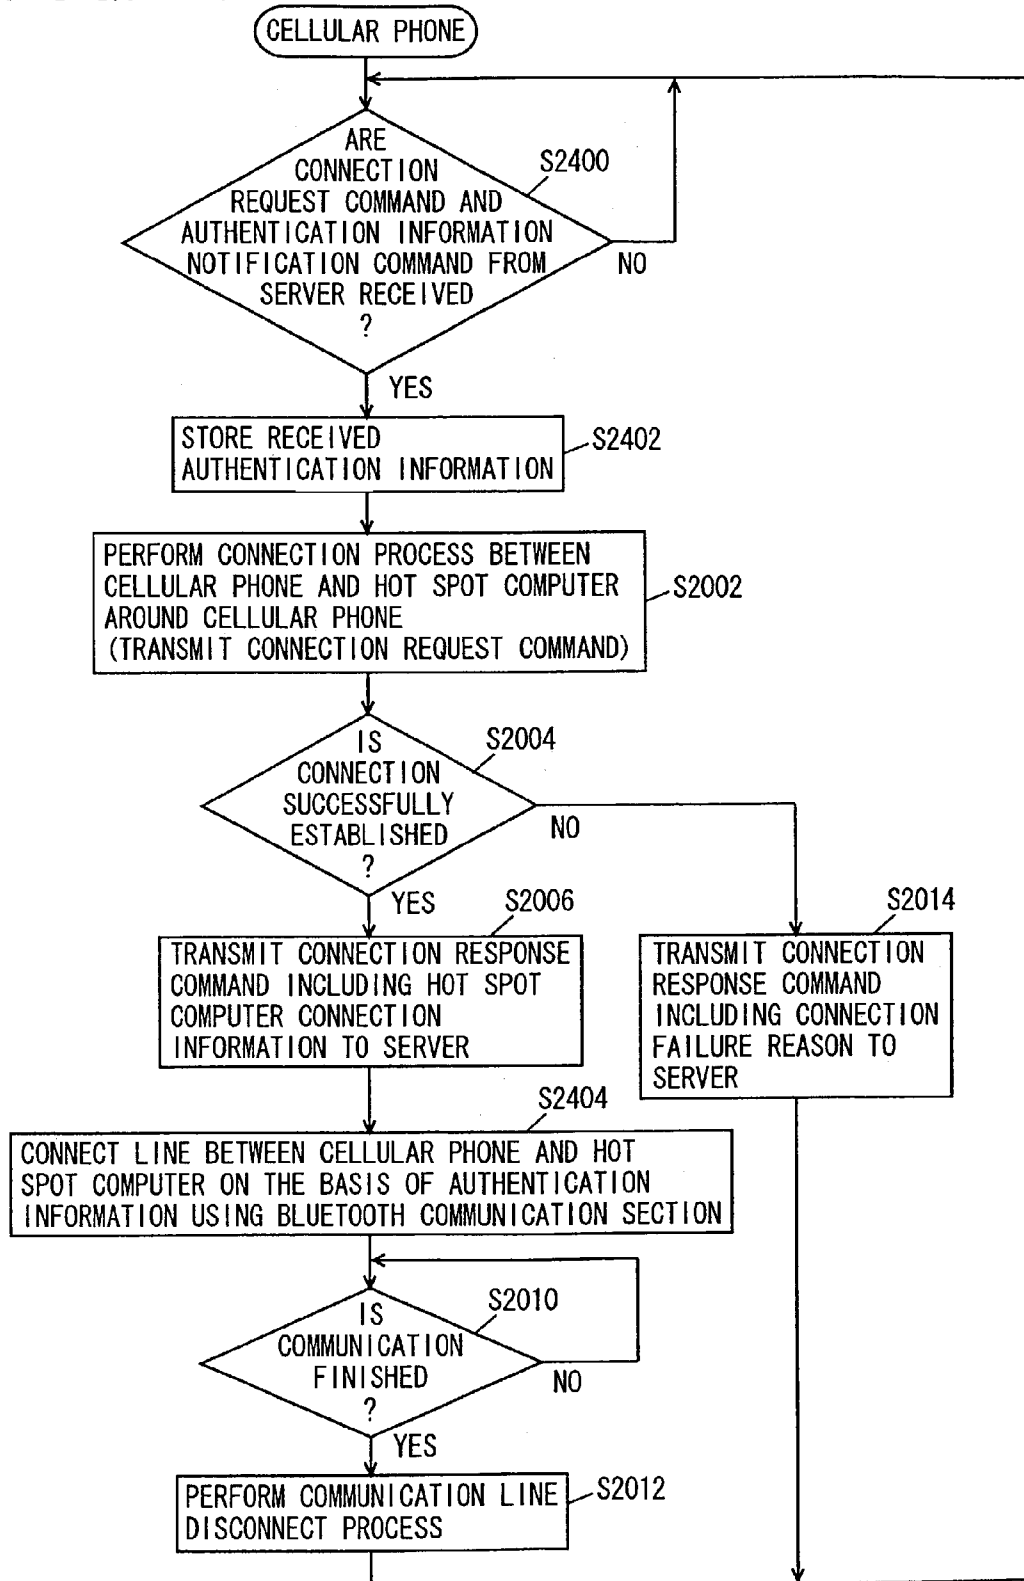 CELLULAR PHONE
ARE
CONNECTION
REQUEST COMMAND AND
AUTHENTICATION INFORMATION
NOTIFICATION COMMAND FROM
SERVER RECEIVED
?
S2400
NO
YES
STORE RECEIVED
AUTHENTICATION INFORMATION
S2402
PERFORM CONNECTION PROCESS BETWEEN
CELLULAR PHONE AND HOT SPOT COMPUTER
AROUND CELLULAR PHONE
(TRANSMIT CONNECTION REQUEST COMMAND)
S2002
IS
CONNECTION
SUCCESSFULLY
ESTABLISHED
?
S2004
NO
YES
S2006
TRANSMIT CONNECTION RESPONSE
COMMAND INCLUDING HOT SPOT
COMPUTER CONNECTION
INFORMATION TO SERVER
S2014
TRANSMIT CONNECTION
RESPONSE COMMAND
INCLUDING CONNECTION
FAILURE REASON TO
SERVER
S2404
CONNECT LINE BETWEEN CELLULAR PHONE AND HOT
SPOT COMPUTER ON THE BASIS OF AUTHENTICATION
INFORMATION USING BLUETOOTH COMMUNICATION SECTION
IS
COMMUNICATION
FINISHED
?
S2010
NO
YES
PERFORM COMMUNICATION LINE
DISCONNECT PROCESS
S2012